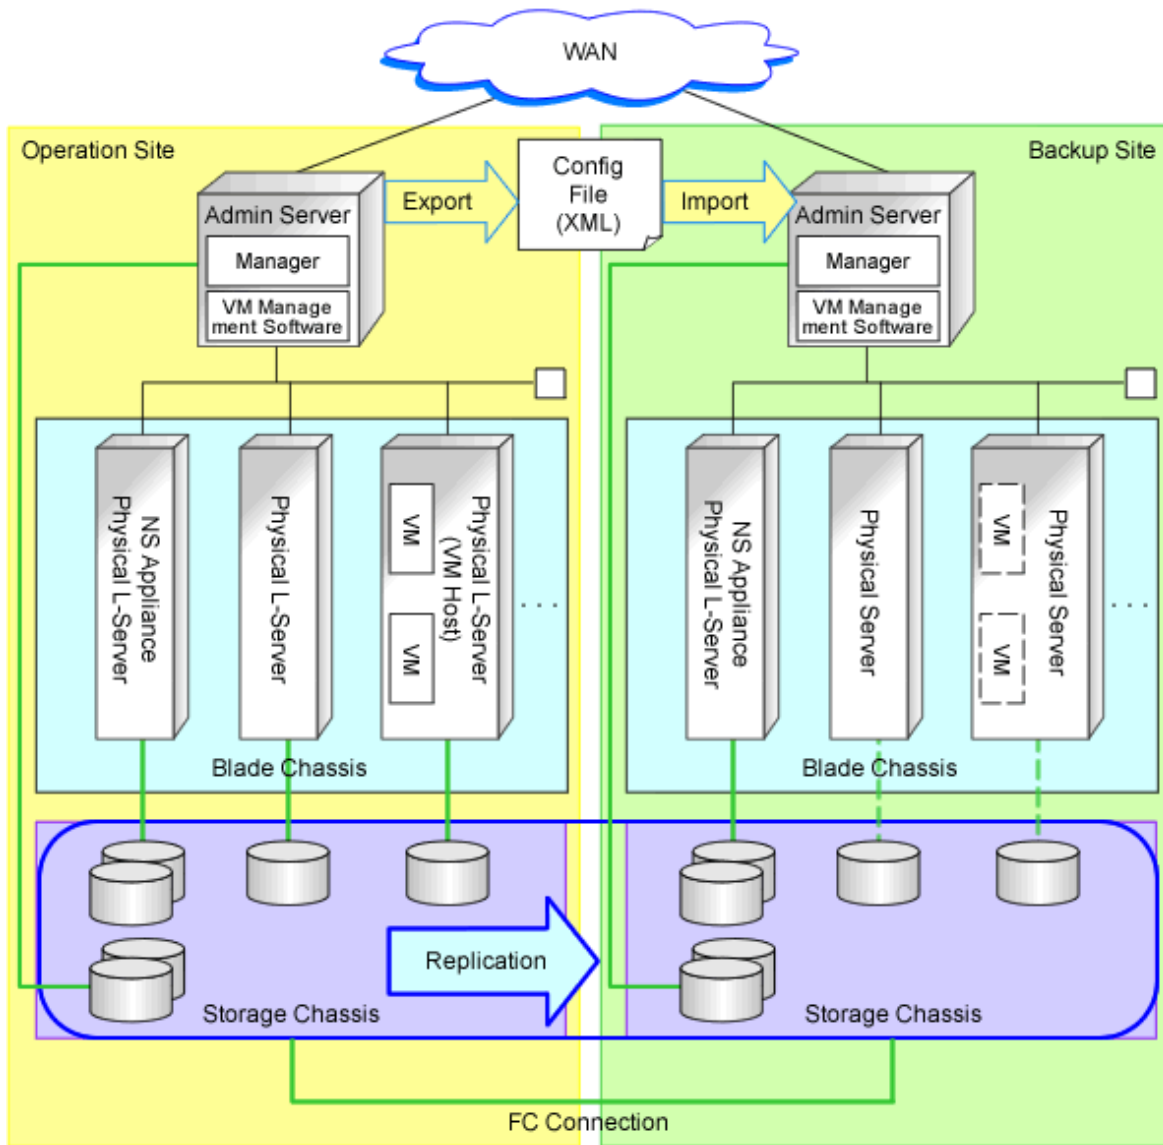 WAN
Operation Site
Backup Site
Config
File
(XML)
Export
Import
Admin Server
Manager
VM Manage
ment Software
Admin Server
Manager
VM Manage
ment Software
NS Appliance
Physical L-Server
Physical L-Server
Physical L-Server
(VM Host)
VM
VM
. . .
Blade Chassis
NS Appliance
Physical L-Server
Physical Server
Physical Server
VM
VM
. . .
Blade Chassis
Replication
Storage Chassis
Storage Chassis
FC Connection